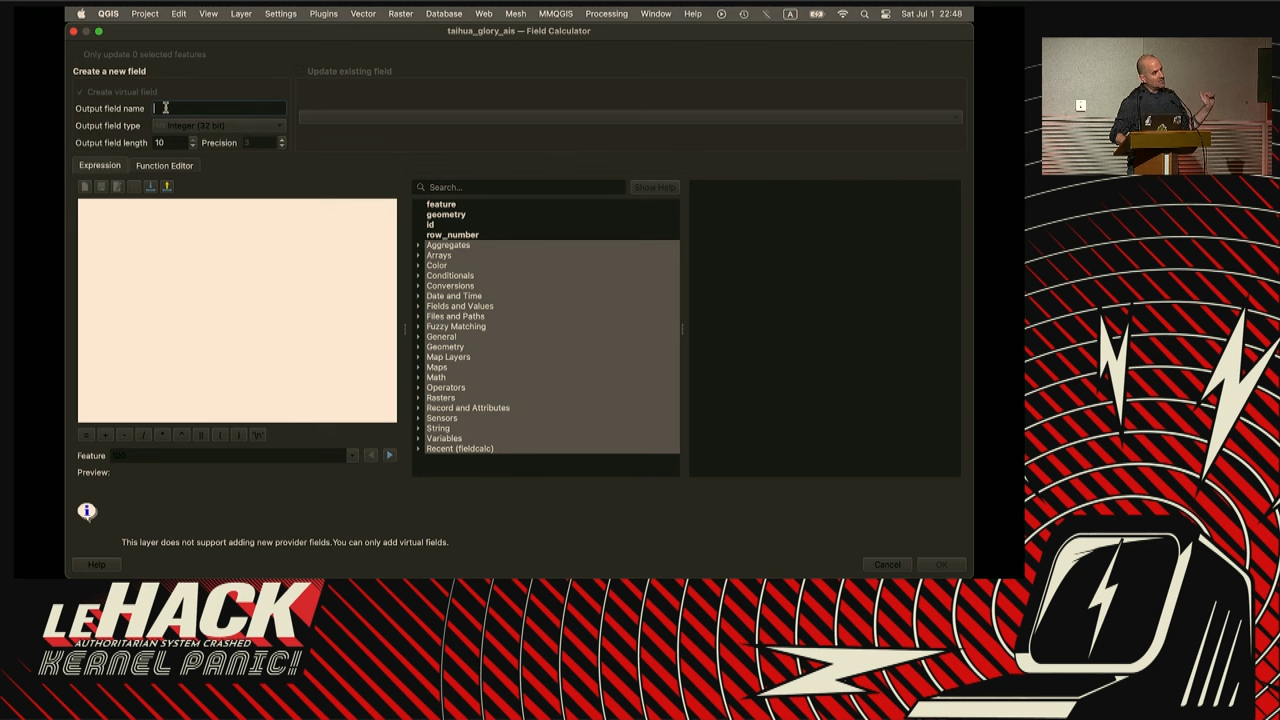 QGIS Project Edit View Layer Settings Plugins Vector Raster Database Web Mesh MMQGIS Processing Window Help A Sat Jul 1 22:48
taihua_glory_ais — Field Calculator
Only update 0 selected features
Create a new field
Update existing field
✓ Create virtual field
Output field name
Output field type Integer (32 bit)
Output field length 10 Precision 3
Expression Function Editor
Search... Show Help
feature
geometry
id
row_number
Aggregates
Arrays
Color
Conditionals
Conversions
Date and Time
Fields and Values
Files and Paths
Fuzzy Matching
General
Geometry
Map Layers
Maps
Math
Operators
Rasters
Record and Attributes
Sensors
String
Variables
Recent (fieldcalc)
= + - / * ^ || ( ) '\n'
Feature 100
Preview:
This layer does not support adding new provider fields.You can only add virtual fields.
Help Cancel OK
LEHACK
AUTHORITARIAN SYSTEM CRASHED
KERNEL PANIC!